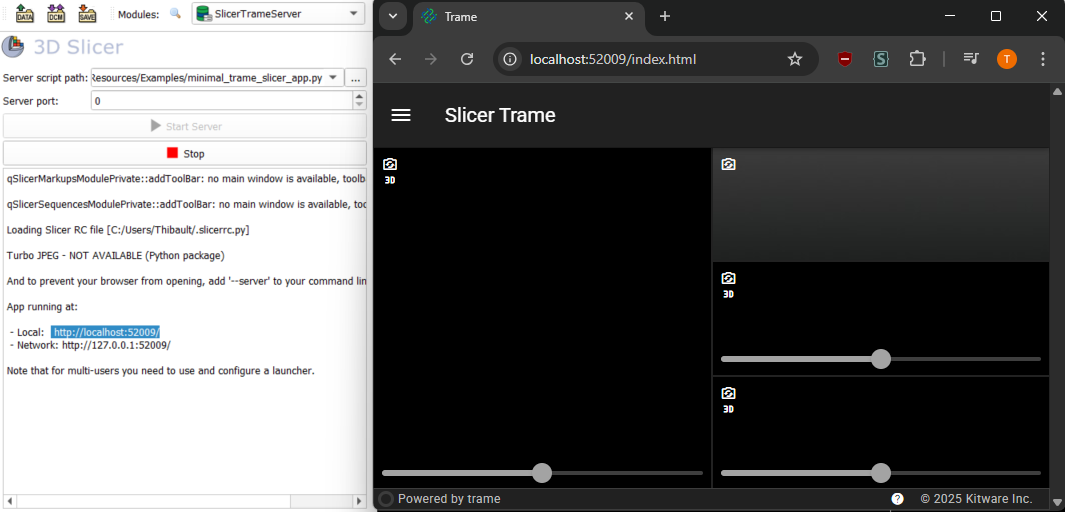 DATA
DCM
SAVE
Modules:
SlicerTrameServer
3D Slicer
Server script path:
Resources/Examples/minimal_trame_slicer_app.py
...
Server port:
0
Start Server
Stop
qSlicerMarkupsModulePrivate::addToolBar: no main window is available, toolb
qSlicerSequencesModulePrivate::addToolBar: no main window is available, too
Loading Slicer RC file [C:/Users/Thibault/.slicerrc.py]
Turbo JPEG - NOT AVAILABLE (Python package)
And to prevent your browser from opening, add '--server' to your command lin
App running at:
- Local: http://localhost:52009/
- Network: http://127.0.0.1:52009/
Note that for multi-users you need to use and configure a launcher.
Trame
localhost:52009/index.html
S
T
Slicer Trame
3D
3D
3D
Powered by trame
?
© 2025 Kitware Inc.